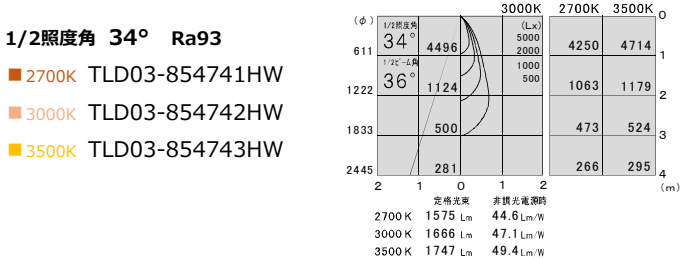 1/2照度角 34° Ra93
■ 2700K TLD03-854741HW
■ 3000K TLD03-854742HW
■ 3500K TLD03-854743HW
3000K 2700K 3500K
(φ) 1/2照度角 34° (Lx) 0
5000
611 4496 2000 4250 4714 1
1/2ビーム角 36° 1000
500
1222 1124 1063 1179 2
1833 500 473 524 3
2445 281 266 295 4
2 1 0 1 2 (m)
定格光束 非損光電源時
2700K 1575 Lm 44.6 Lm/W
3000K 1666 Lm 47.1 Lm/W
3500K 1747 Lm 49.4 Lm/W